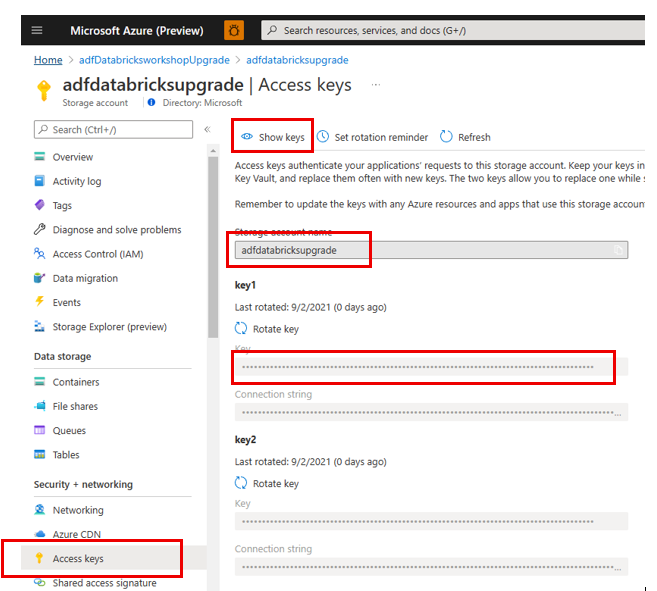 Microsoft Azure (Preview)
Search resources, services, and docs (G+/)
Home > adfDatabricksworkshopUpgrade > adfdatabricksupgrade
adfdatabricksupgrade | Access keys ...
Storage account
Directory: Microsoft
Search (Ctrl+/)
«
Overview
Activity log
Tags
Diagnose and solve problems
Access Control (IAM)
Data migration
Events
Storage Explorer (preview)
Data storage
Containers
File shares
Queues
Tables
Security + networking
Networking
Azure CDN
Access keys
Shared access signature
Show keys
Set rotation reminder
Refresh
Access keys authenticate your applications' requests to this storage account. Keep your keys in
Key Vault, and replace them often with new keys. The two keys allow you to replace one while
Remember to update the keys with any Azure resources and apps that use this storage accoun
Storage account name
adfdatabricksupgrade
key1
Last rotated: 9/2/2021 (0 days ago)
Rotate key
Key
Connection string
key2
Last rotated: 9/2/2021 (0 days ago)
Rotate key
Key
Connection string